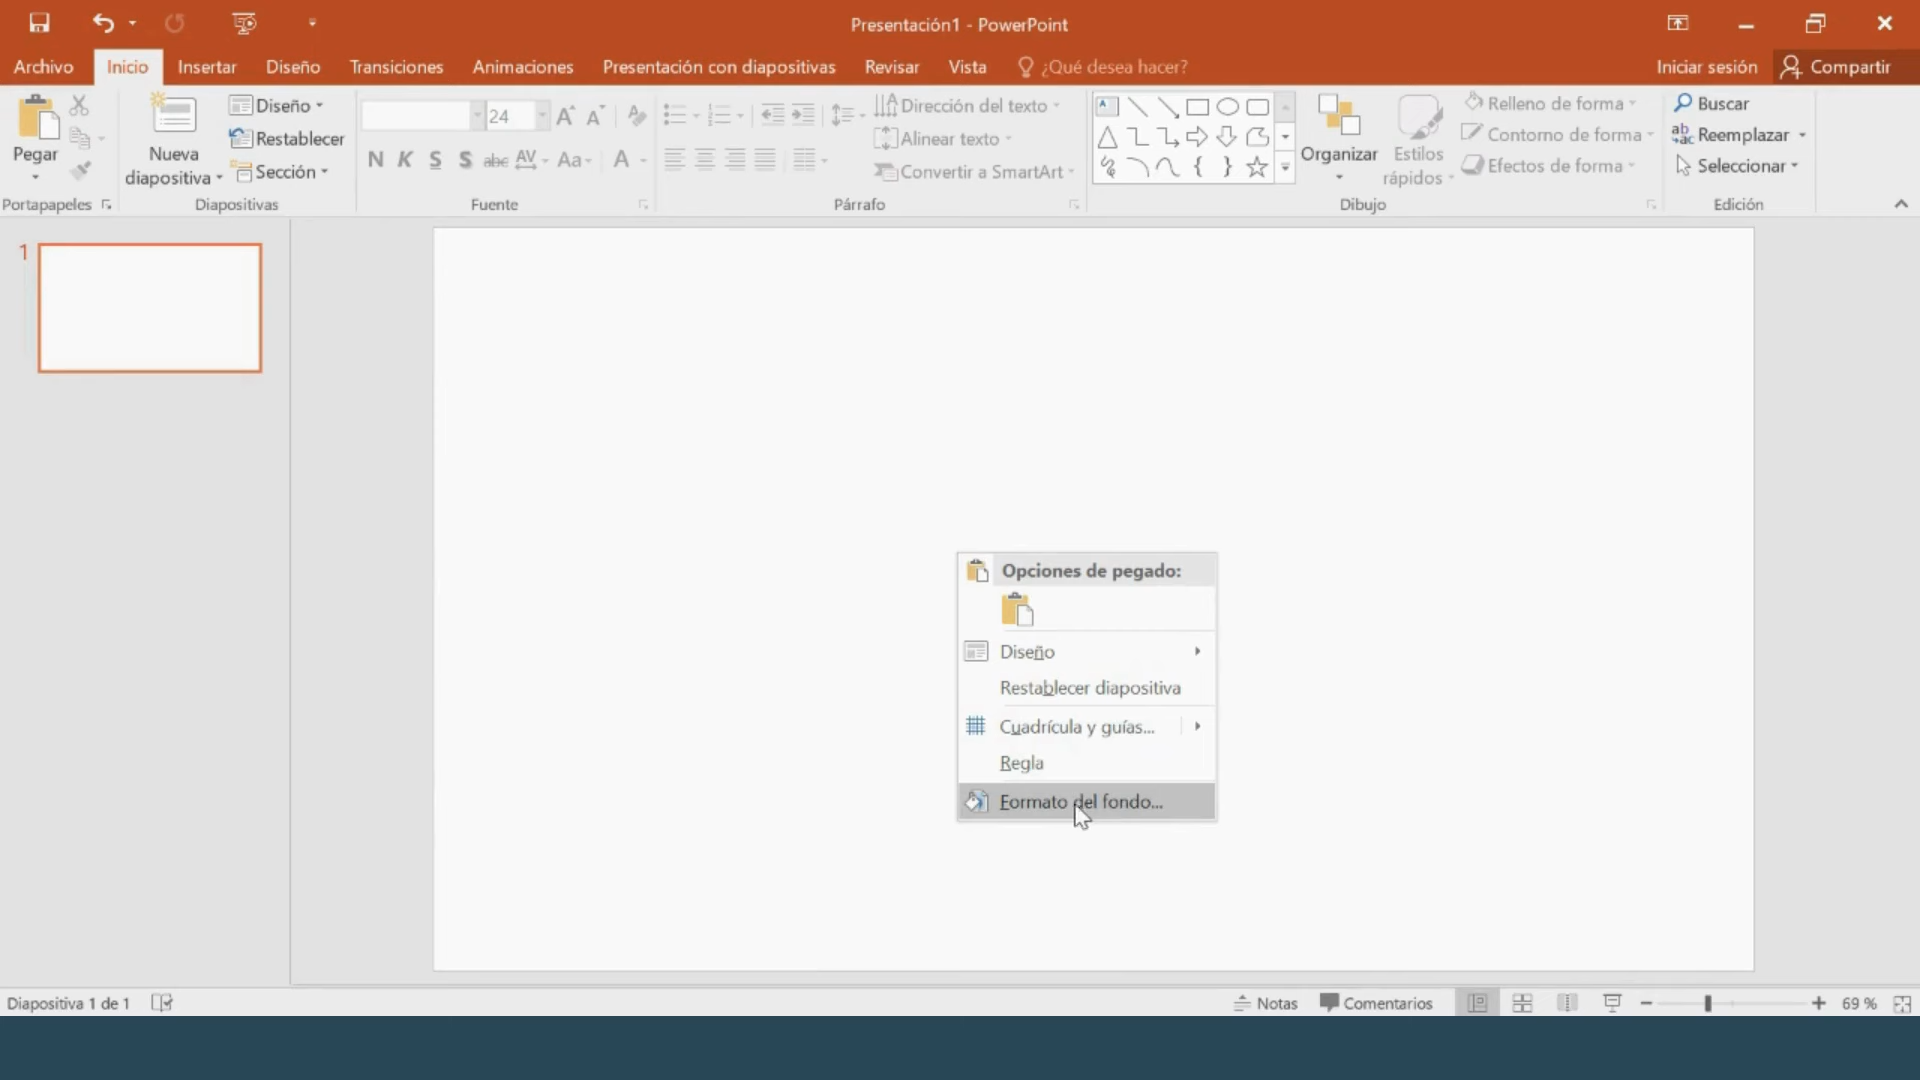 Presentación1 - PowerPoint
Archivo Inicio Insertar Diseño Transiciones Animaciones Presentación con diapositivas Revisar Vista ¿Qué desea hacer? Iniciar sesión Compartir
Pegar
Nueva diapositiva
Diseño
Restablecer
Sección
24
N K S S abc AV Aa A
Dirección del texto
Alinear texto
Convertir a SmartArt
Organizar
Estilos rápidos
Relleno de forma
Contorno de forma
Efectos de forma
Buscar
Reemplazar
Seleccionar
Portapapeles Diapositivas Fuente Párrafo Dibujo Edición
1
Opciones de pegado:
Diseño
Restablecer diapositiva
Cuadrícula y guías...
Regla
Formato del fondo...
Diapositiva 1 de 1 Notas Comentarios 69 %